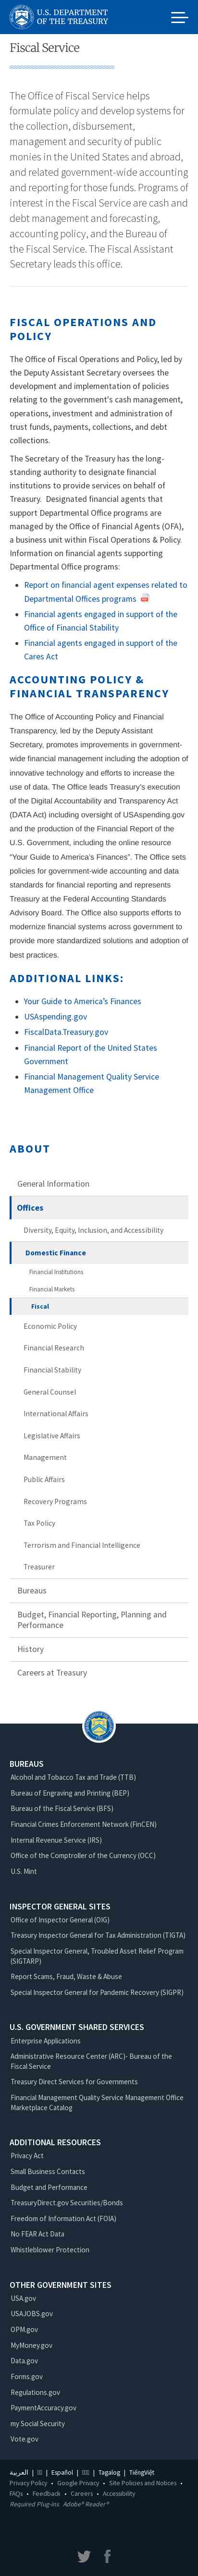 U.S. DEPARTMENT
OF THE TREASURY
Fiscal Service
The Office of Fiscal Service helps
formulate policy and develop systems for
the collection, disbursement,
management and security of public
monies in the United States and abroad,
and related government-wide accounting
and reporting for those funds. Programs of
interest in the Fiscal Service are cash and
debt management and forecasting,
accounting policy, and the Bureau of
the Fiscal Service. The Fiscal Assistant
Secretary leads this office.
FISCAL OPERATIONS AND
POLICY
The Office of Fiscal Operations and Policy, led by
the Deputy Assistant Secretary oversees the
development and implementation of policies
relating to the government's cash management,
operations, investment and administration of
trust funds, payments, collections, and debt
collections.
The Secretary of the Treasury has the long-
standing authority to designate financial
institutions to provide services on behalf of
Treasury. Designated financial agents that
support Departmental Office programs are
managed by the Office of Financial Agents (OFA),
a business unit within Fiscal Operations & Policy.
Information on financial agents supporting
Departmental Office programs:
Report on financial agent expenses related to
Departmental Offices programs
Financial agents engaged in support of the
Office of Financial Stability
Financial agents engaged in support of the
Cares Act
ACCOUNTING POLICY &
FINANCIAL TRANSPARENCY
The Office of Accounting Policy and Financial
Transparency, led by the Deputy Assistant
Secretary, promotes improvements in government-
wide financial management including the adoption of
innovative technology and efforts to increase the
use of data. The Office leads Treasury's execution
of the Digital Accountability and Transparency Act
(DATA Act) including oversight of USAspending.gov
and the production of the Financial Report of the
U.S. Government, including the online resource
"Your Guide to America's Finances". The Office sets
policies for government-wide accounting and data
standards for financial reporting and represents
Treasury at the Federal Accounting Standards
Advisory Board. The Office also promotes cross-
government collaboration to improve accounting
processes, drive toward more efficient operations
and more widespread solutions and adoption of
best practices.
ADDITIONAL LINKS:
Your Guide to America's Finances
USAspending.gov
FiscalData.Treasury.gov
Financial Report of the United States
Government
Financial Management Quality Service
Management Office
ABOUT
General Information
Offices
Diversity, Equity, Inclusion, and Accessibility
Domestic Finance
Financial Institutions
Financial Markets
Fiscal
Economic Policy
Financial Research
Financial Stability
General Counsel
International Affairs
Legislative Affairs
Management
Public Affairs
Recovery Programs
Tax Policy
Terrorism and Financial Intelligence
Treasurer
Bureaus
Budget, Financial Reporting, Planning and
Performance
History
Careers at Treasury
BUREAUS
Alcohol and Tobacco Tax and Trade (TTB)
Bureau of Engraving and Printing (BEP)
Bureau of the Fiscal Service (BFS)
Financial Crimes Enforcement Network (FinCEN)
Internal Revenue Service (IRS)
Office of the Comptroller of the Currency (OCC)
U.S. Mint
INSPECTOR GENERAL SITES
Office of Inspector General (OIG)
Treasury Inspector General for Tax Administration (TIGTA)
Special Inspector General, Troubled Asset Relief Program
(SIGTARP)
Report Scams, Fraud, Waste & Abuse
Special Inspector General for Pandemic Recovery (SIGPR)
U.S. GOVERNMENT SHARED SERVICES
Enterprise Applications
Administrative Resource Center (ARC)- Bureau of the
Fiscal Service
Treasury Direct Services for Governments
Financial Management Quality Service Management Office
Marketplace Catalog
ADDITIONAL RESOURCES
Privacy Act
Small Business Contacts
Budget and Performance
TreasuryDirect.gov Securities/Bonds
Freedom of Information Act (FOIA)
No FEAR Act Data
Whistleblower Protection
OTHER GOVERNMENT SITES
USA.gov
USAJOBS.gov
OPM.gov
MyMoney.gov
Data.gov
Forms.gov
Regulations.gov
PaymentAccuracy.gov
my Social Security
Vote.gov
العربية | | Español | | Tagalog | TiếngViệt
Privacy Policy • Google Privacy • Site Policies and Notices •
FAQs • Feedback • Careers • Accessibility
Required Plug-ins Adobe® Reader®